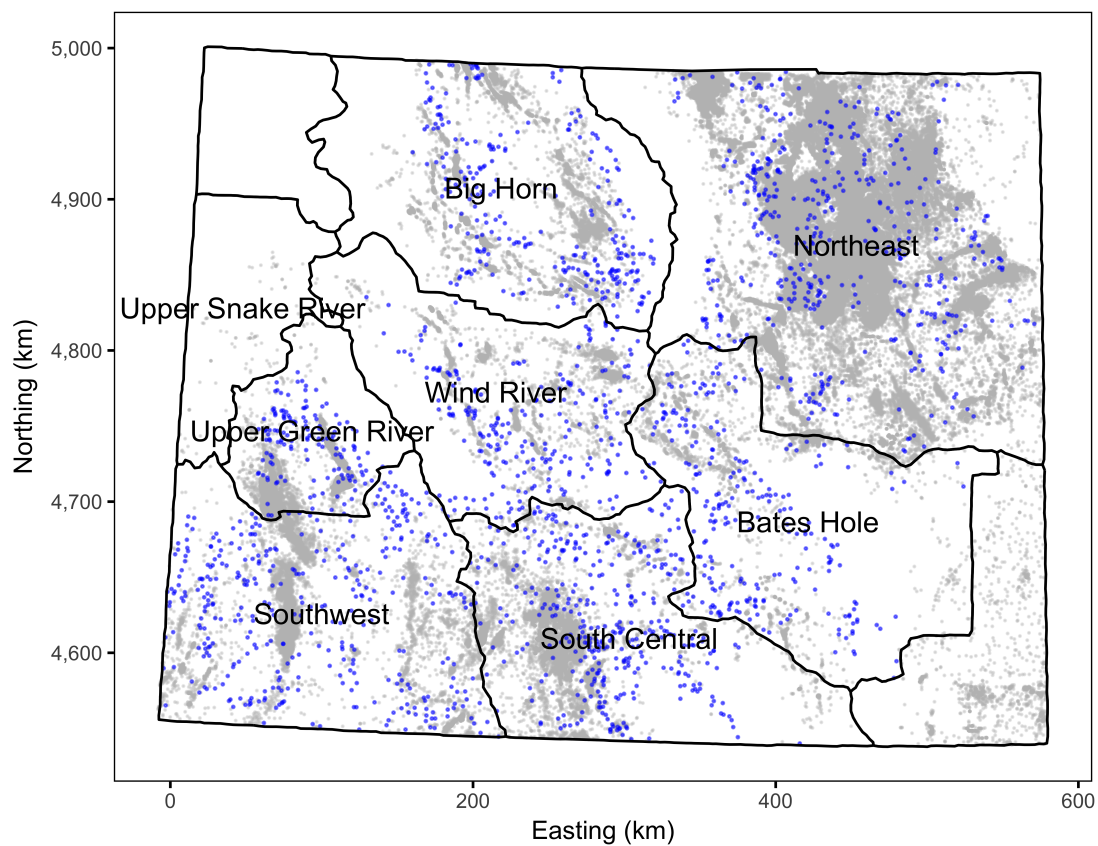 5,000
4,900
4,800
4,700
4,600
Northing (km)
Big Horn
Northeast
Upper Snake River
Wind River
Upper Green River
Bates Hole
Southwest
South Central
0
200
400
600
Easting (km)